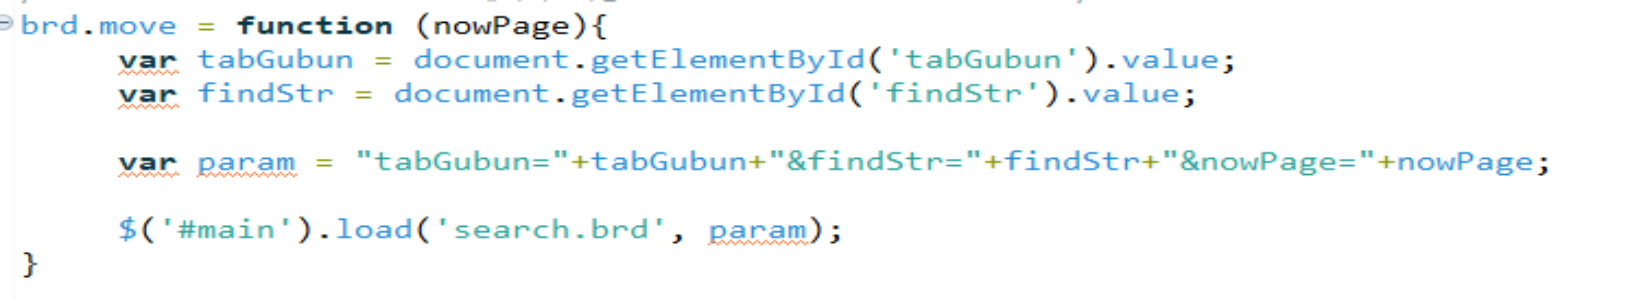 brd.move = function (nowPage){
var tabGubun = document.getElementById('tabGubun').value;
var findStr = document.getElementById('findStr').value;
var param = "tabGubun="+tabGubun+"&findStr="+findStr+"&nowPage="+nowPage;
$('#main').load('search.brd', param);
}